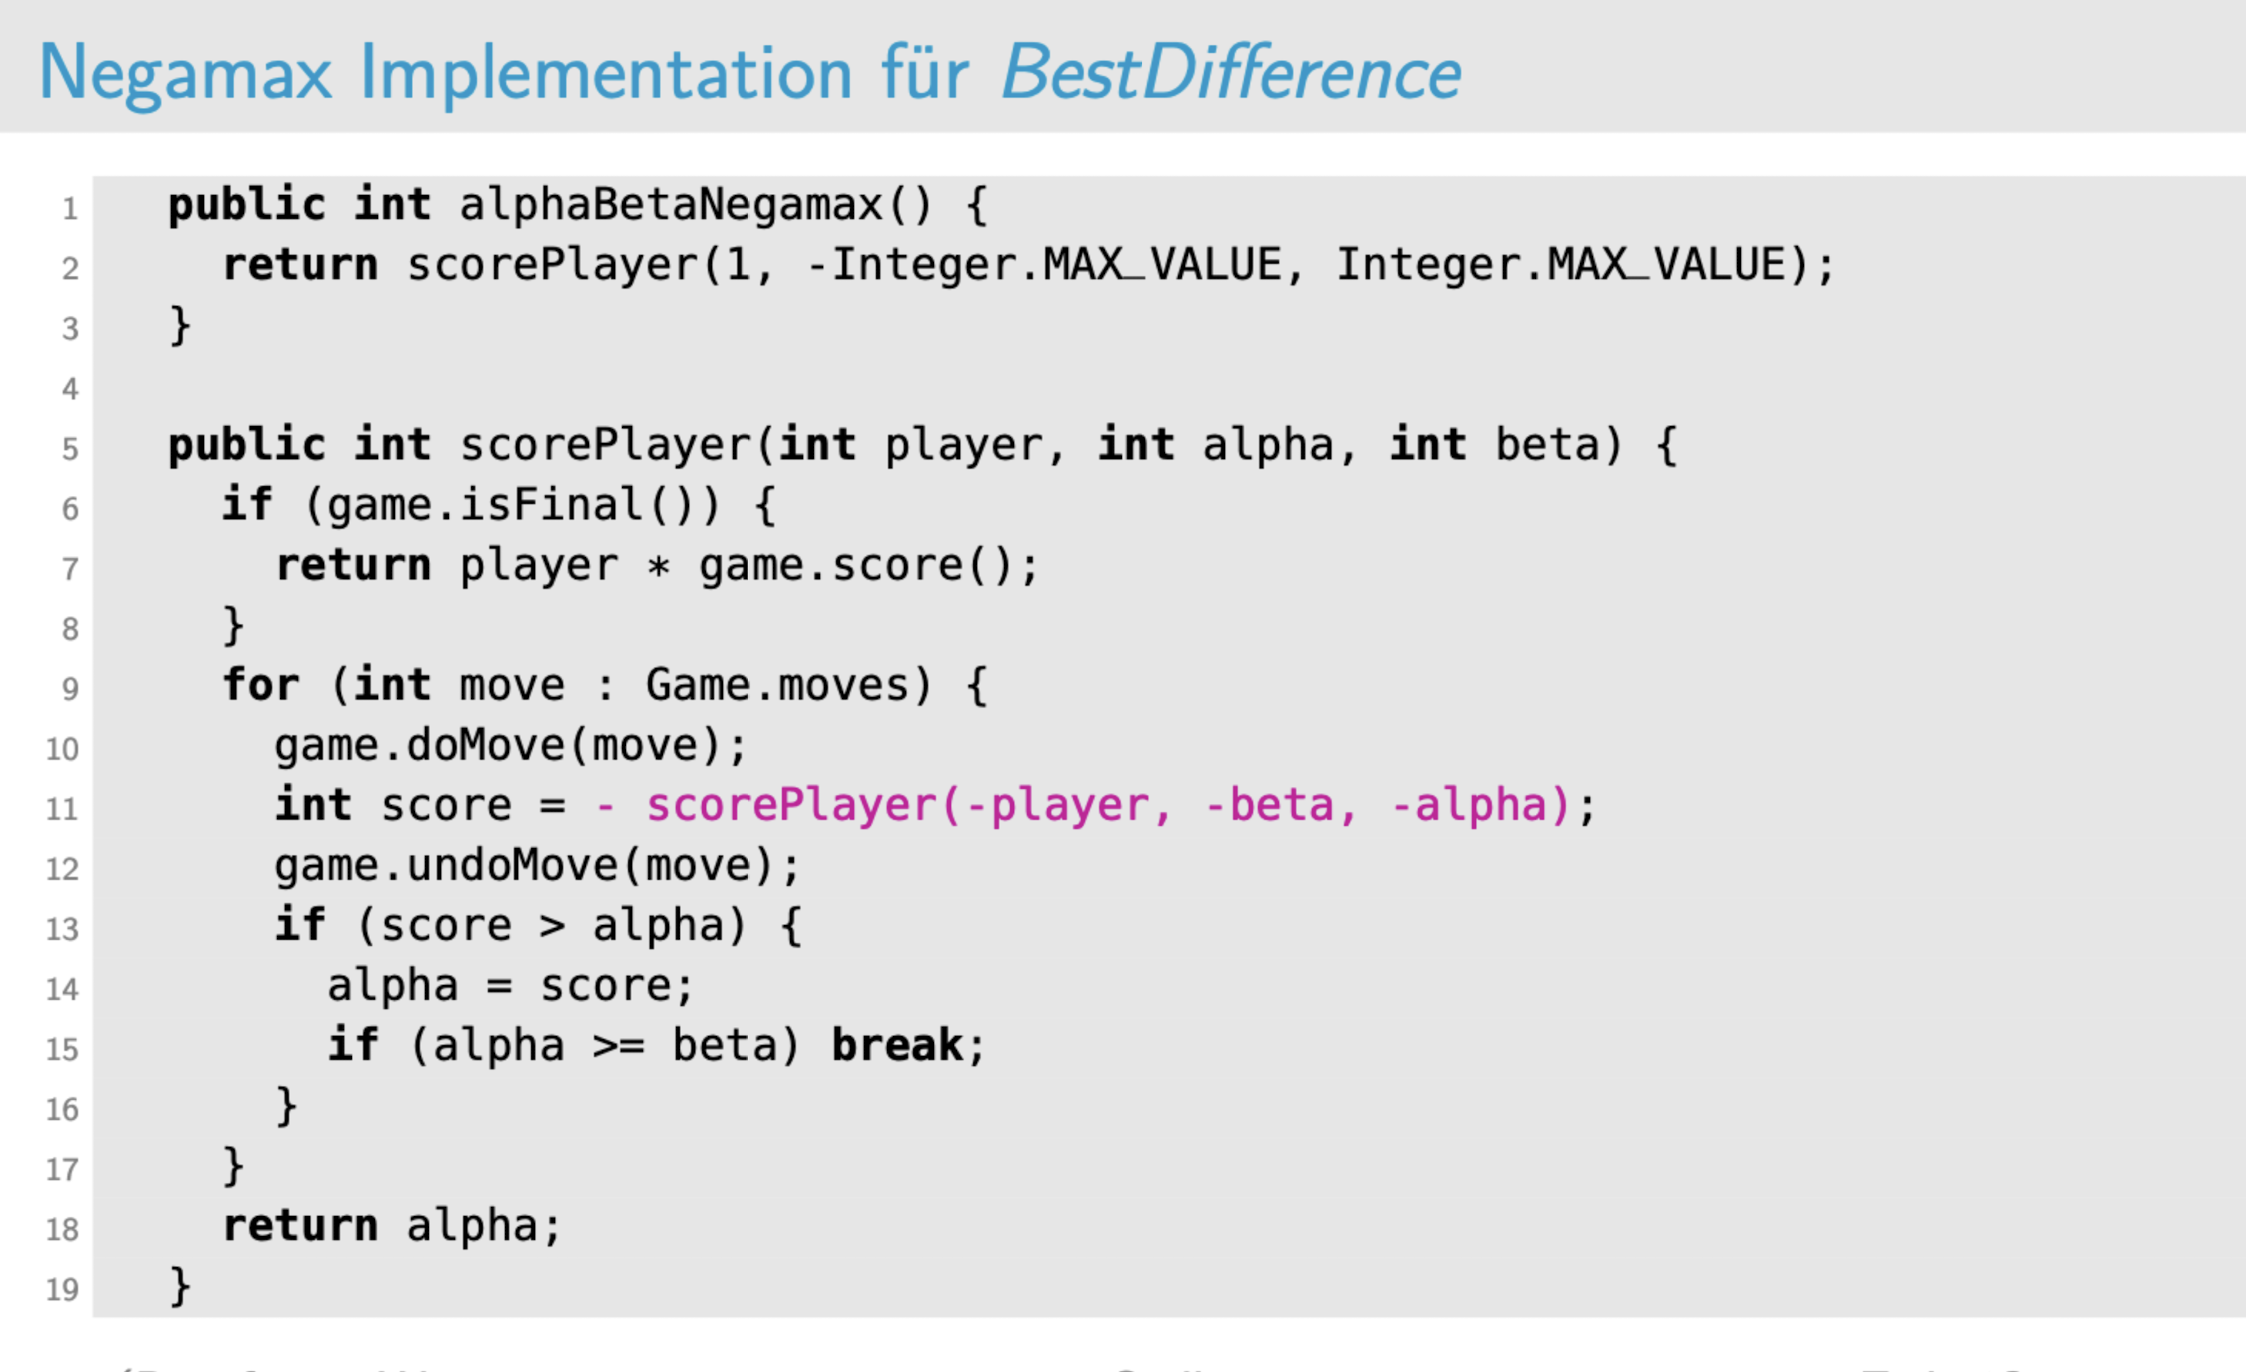 Negamax Implementation für BestDifference
1 public int alphaBetaNegamax() {
2 return scorePlayer(1, -Integer.MAX_VALUE, Integer.MAX_VALUE);
3 }
4
5 public int scorePlayer(int player, int alpha, int beta) {
6 if (game.isFinal()) {
7 return player * game.score();
8 }
9 for (int move : Game.moves) {
10 game.doMove(move);
11 int score = - scorePlayer(-player, -beta, -alpha);
12 game.undoMove(move);
13 if (score > alpha) {
14 alpha = score;
15 if (alpha >= beta) break;
16 }
17 }
18 return alpha;
19 }